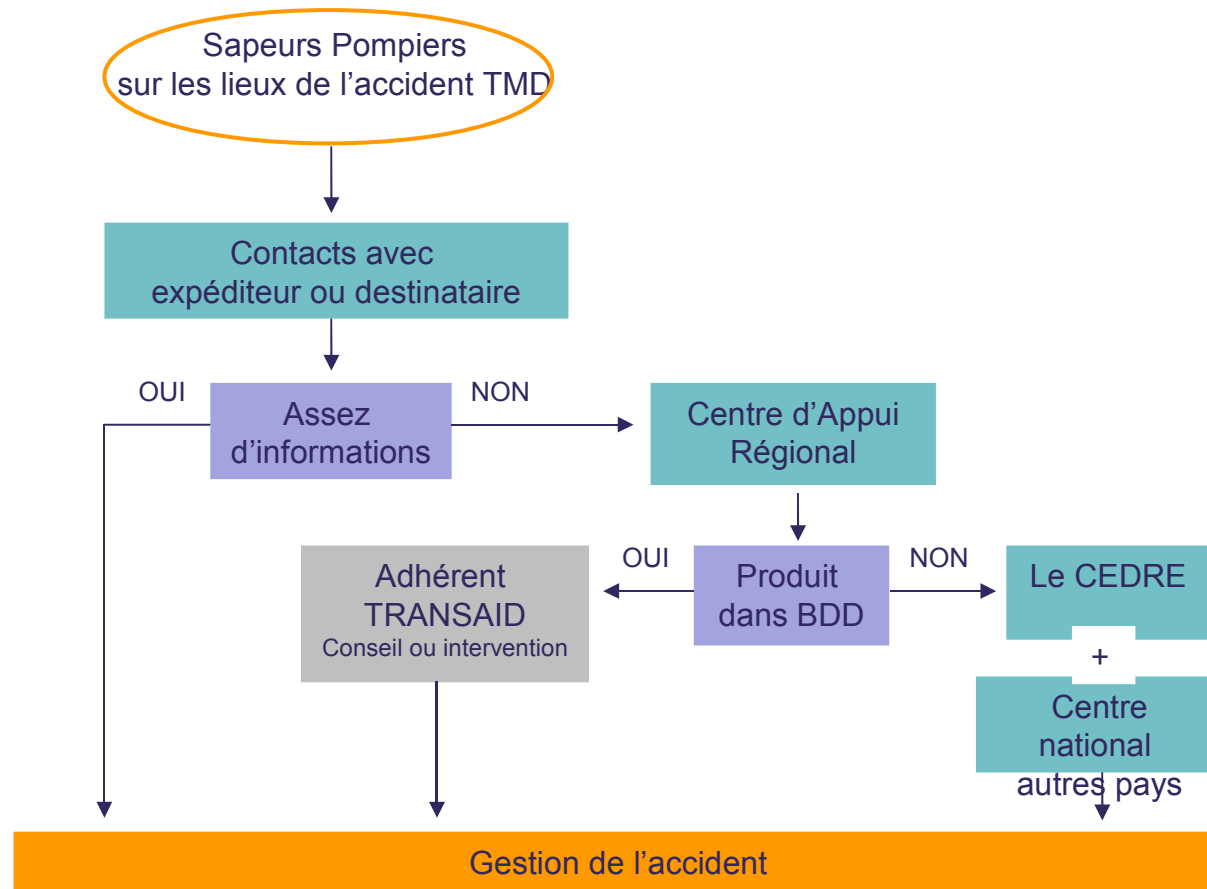 Sapeurs Pompiers
sur les lieux de l’accident TMD
Contacts avec
expéditeur ou destinataire
OUI
Assez
d’informations
NON
Centre d’Appui
Régional
Adhérent
TRANSAID
Conseil ou intervention
OUI
Produit
dans BDD
NON
Le CEDRE
+
Centre
national
autres pays
Gestion de l’accident